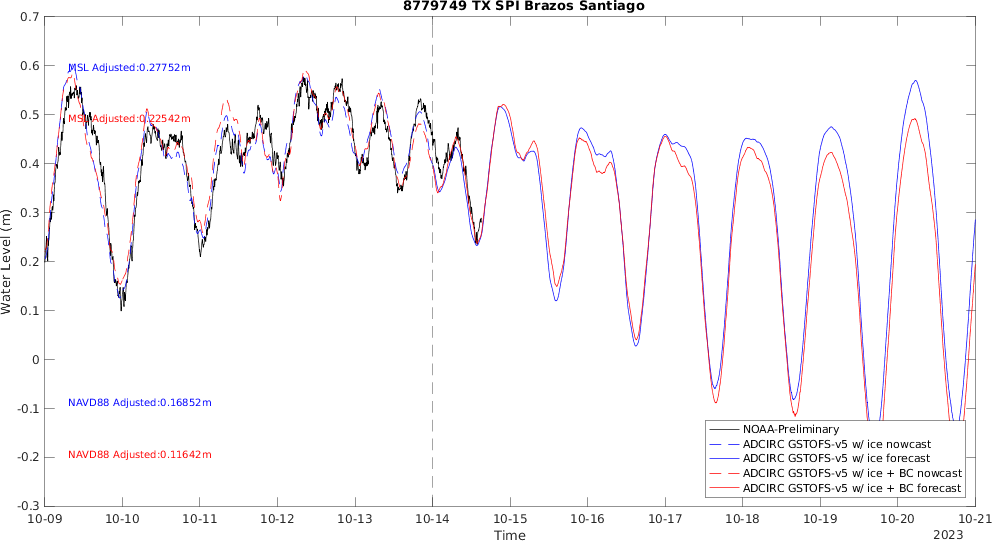 8779749 TX SPI Brazos Santiago
0.7
0.6
0.5
0.4
0.3
0.2
0.1
0
-0.1
-0.2
-0.3
Water Level (m)
MSL Adjusted:0.27752m
MSL Adjusted:0.22542m
NAVD88 Adjusted:0.16852m
NAVD88 Adjusted:0.11642m
NOAA-Preliminary
ADCIRC GSTOFS-v5 w/ ice nowcast
ADCIRC GSTOFS-v5 w/ ice forecast
ADCIRC GSTOFS-v5 w/ ice + BC nowcast
ADCIRC GSTOFS-v5 w/ ice + BC forecast
10-09 10-10 10-11 10-12 10-13 10-14 10-15 10-16 10-17 10-18 10-19 10-20 10-21
Time
2023